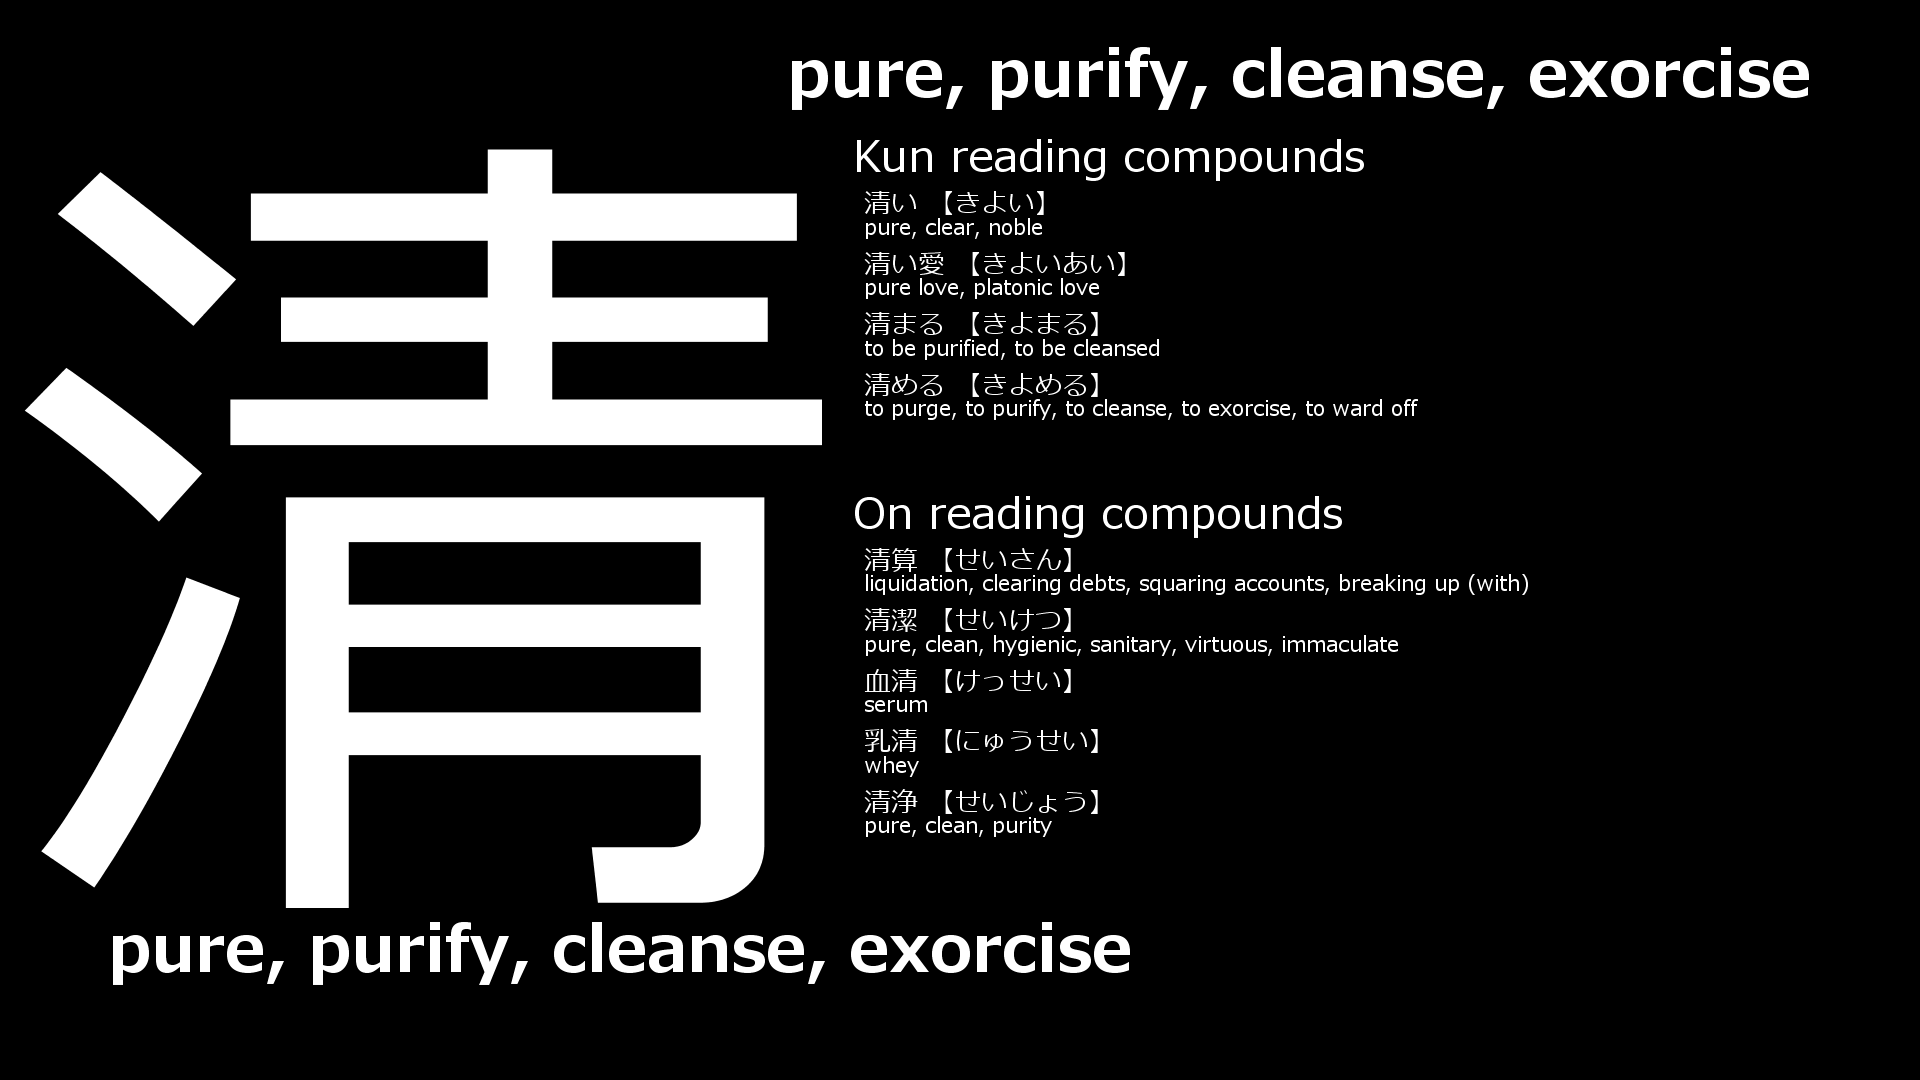 pure, purify, cleanse, exorcise
清
Kun reading compounds
清い 【きよい】
pure, clear, noble
清い愛 【きよいあい】
pure love, platonic love
清まる 【きよまる】
to be purified, to be cleansed
清める 【きよめる】
to purge, to purify, to cleanse, to exorcise, to ward off
On reading compounds
清算 【せいさん】
liquidation, clearing debts, squaring accounts, breaking up (with)
清潔 【せいけつ】
pure, clean, hygienic, sanitary, virtuous, immaculate
血清 【けっせい】
serum
乳清 【にゅうせい】
whey
清浄 【せいじょう】
pure, clean, purity
pure, purify, cleanse, exorcise